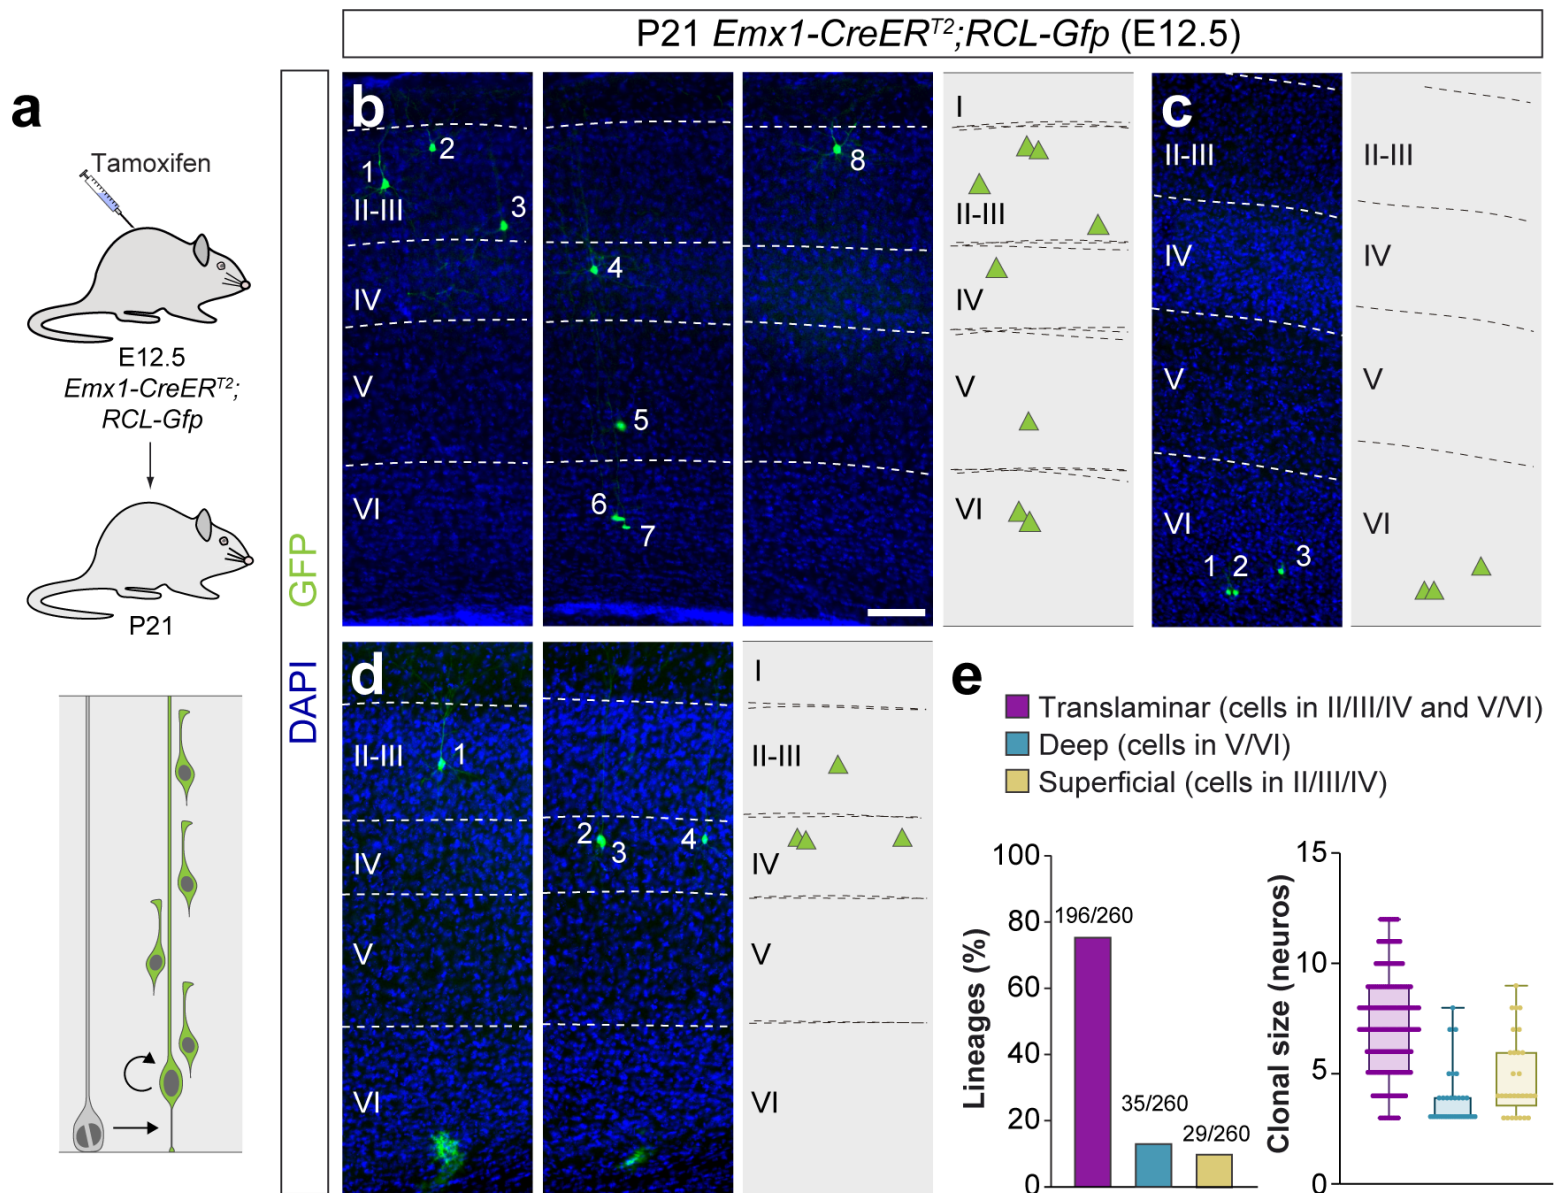 P21 Emx1-CreERT2;RCL-Gfp (E12.5)
a
Tamoxifen
E12.5
Emx1-CreERT2;
RCL-Gfp
P21
GFP
DAPI
b
1
2
3
II-III
IV
V
VI
4
5
6
7
8
I
II-III
IV
V
VI
c
II-III
IV
V
VI
1 2
3
II-III
IV
V
VI
d
II-III
1
IV
V
VI
2
3
4
I
II-III
IV
V
VI
e
Translaminar (cells in II/III/IV and V/VI)
Deep (cells in V/VI)
Superficial (cells in II/III/IV)
Lineages (%)
100
80
60
40
20
0
196/260
35/260
29/260
Clonal size (neuros)
15
10
5
0